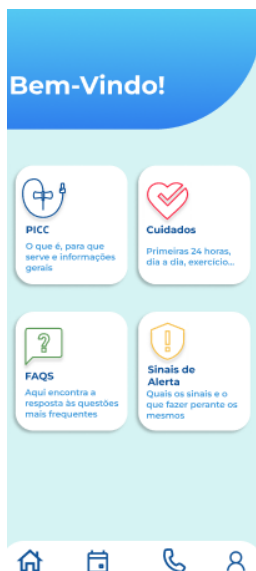 Bem-Vindo!
PICC
O que é, para que
serve e informações
gerais
Cuidados
Primeiras 24 horas,
dia a dia, exercício...
?
FAQS
Aqui encontra a
resposta às questões
mais frequentes
Sinais de
Alerta
Quais os sinais e o
que fazer perante os
mesmos